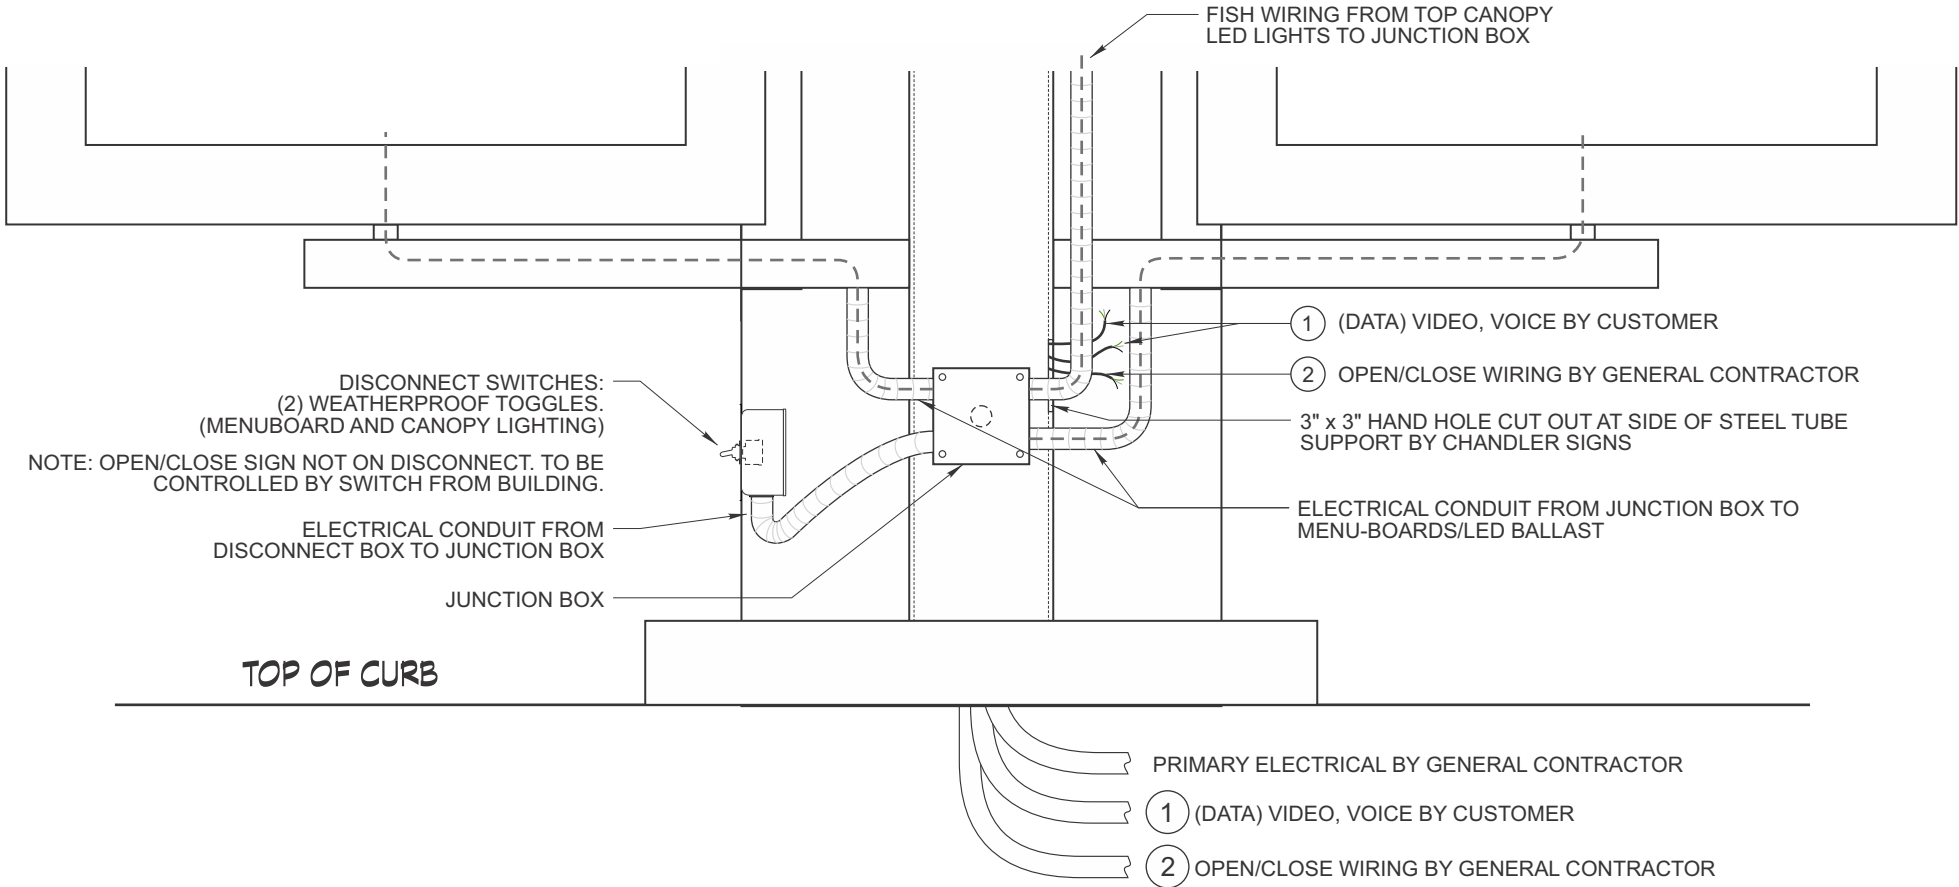 FISH WIRING FROM TOP CANOPY
LED LIGHTS TO JUNCTION BOX
1 (DATA) VIDEO, VOICE BY CUSTOMER
2 OPEN/CLOSE WIRING BY GENERAL CONTRACTOR
3" x 3" HAND HOLE CUT OUT AT SIDE OF STEEL TUBE
SUPPORT BY CHANDLER SIGNS
ELECTRICAL CONDUIT FROM JUNCTION BOX TO
MENU-BOARDS/LED BALLAST
DISCONNECT SWITCHES:
(2) WEATHERPROOF TOGGLES.
(MENUBOARD AND CANOPY LIGHTING)
NOTE: OPEN/CLOSE SIGN NOT ON DISCONNECT. TO BE
CONTROLLED BY SWITCH FROM BUILDING.
ELECTRICAL CONDUIT FROM
DISCONNECT BOX TO JUNCTION BOX
JUNCTION BOX
TOP OF CURB
PRIMARY ELECTRICAL BY GENERAL CONTRACTOR
1 (DATA) VIDEO, VOICE BY CUSTOMER
2 OPEN/CLOSE WIRING BY GENERAL CONTRACTOR